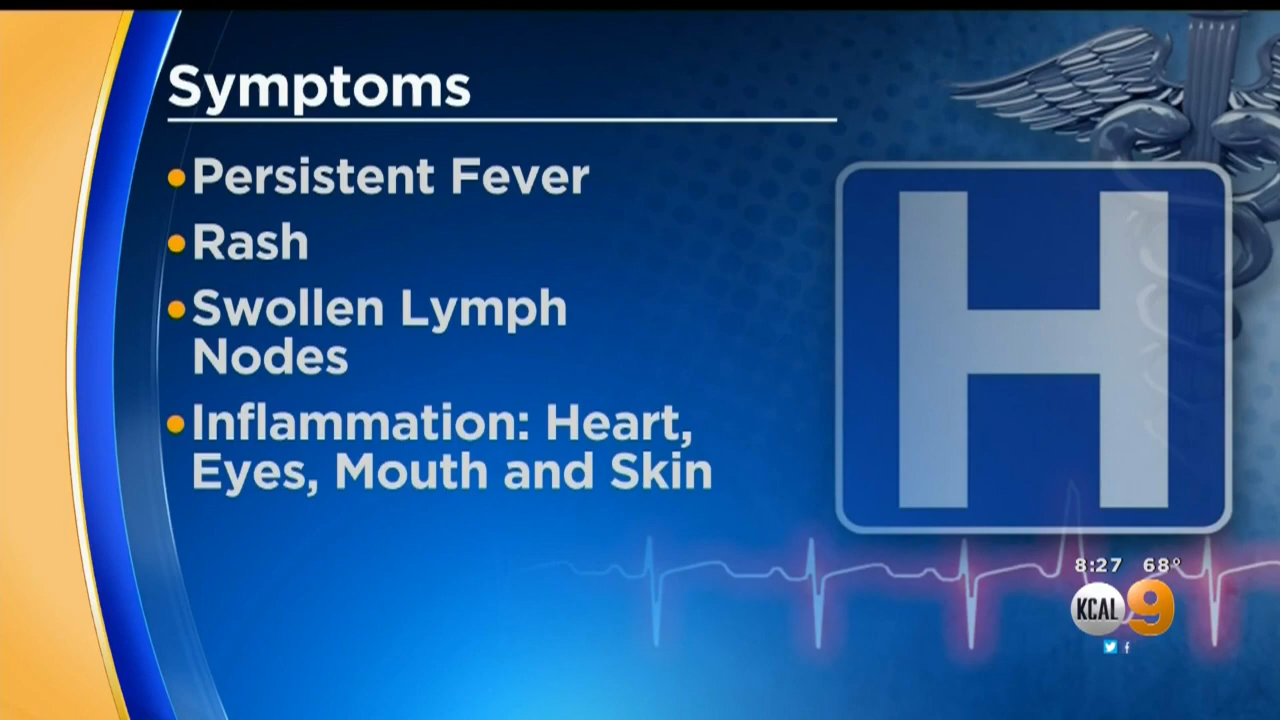 Symptoms
• Persistent Fever
• Rash
• Swollen Lymph
Nodes
• Inflammation: Heart,
Eyes, Mouth and Skin
H
8:27 68°
KCAL 9